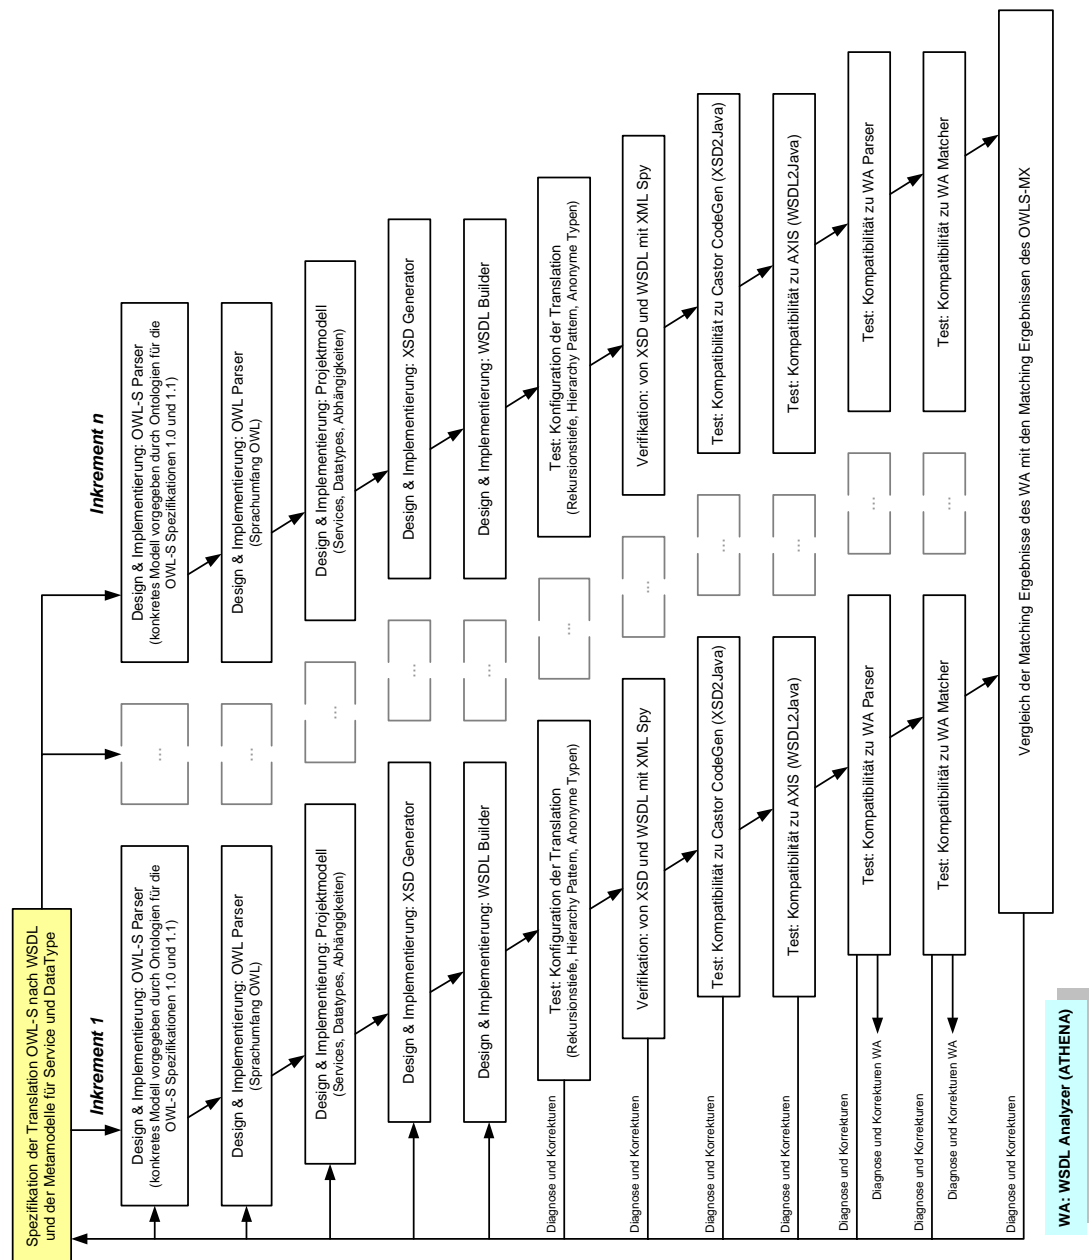 Spezifikation der Translation OWL-S nach WSDL
und der Metamodelle für Service und DataType
Inkrement 1
Design & Implementierung: OWL-S Parser
(konkretes Modell vorgegeben durch Ontologien für die
OWL-S Spezifikationen 1.0 und 1.1)
Design & Implementierung: OWL Parser
(Sprachumfang OWL)
Design & Implementierung: Projektmodell
(Services, Datatypes, Abhängigkeiten)
Design & Implementierung: XSD Generator
Design & Implementierung: WSDL Builder
Test: Konfiguration der Translation
(Rekursionstiefe, Hierarchy Pattern, Anonyme Typen)
Verifikation: von XSD und WSDL mit XML Spy
Test: Kompatibilität zu Castor CodeGen (XSD2Java)
Test: Kompatibilität zu AXIS (WSDL2Java)
Test: Kompatibilität zu WA Parser
Test: Kompatibilität zu WA Matcher
...
...
...
...
...
...
...
...
...
...
...
Inkrement n
Design & Implementierung: OWL-S Parser
(konkretes Modell vorgegeben durch Ontologien für die
OWL-S Spezifikationen 1.0 und 1.1)
Design & Implementierung: OWL Parser
(Sprachumfang OWL)
Design & Implementierung: Projektmodell
(Services, Datatypes, Abhängigkeiten)
Design & Implementierung: XSD Generator
Design & Implementierung: WSDL Builder
Test: Konfiguration der Translation
(Rekursionstiefe, Hierarchy Pattern, Anonyme Typen)
Verifikation: von XSD und WSDL mit XML Spy
Test: Kompatibilität zu Castor CodeGen (XSD2Java)
Test: Kompatibilität zu AXIS (WSDL2Java)
Test: Kompatibilität zu WA Parser
Test: Kompatibilität zu WA Matcher
Vergleich der Matching Ergebnisse des WA mit den Matching Ergebnissen des OWLS-MX
Diagnose und Korrekturen
Diagnose und Korrekturen
Diagnose und Korrekturen
Diagnose und Korrekturen
Diagnose und Korrekturen
Diagnose und Korrekturen WA
Diagnose und Korrekturen
Diagnose und Korrekturen WA
Diagnose und Korrekturen
WA: WSDL Analyzer (ATHENA)